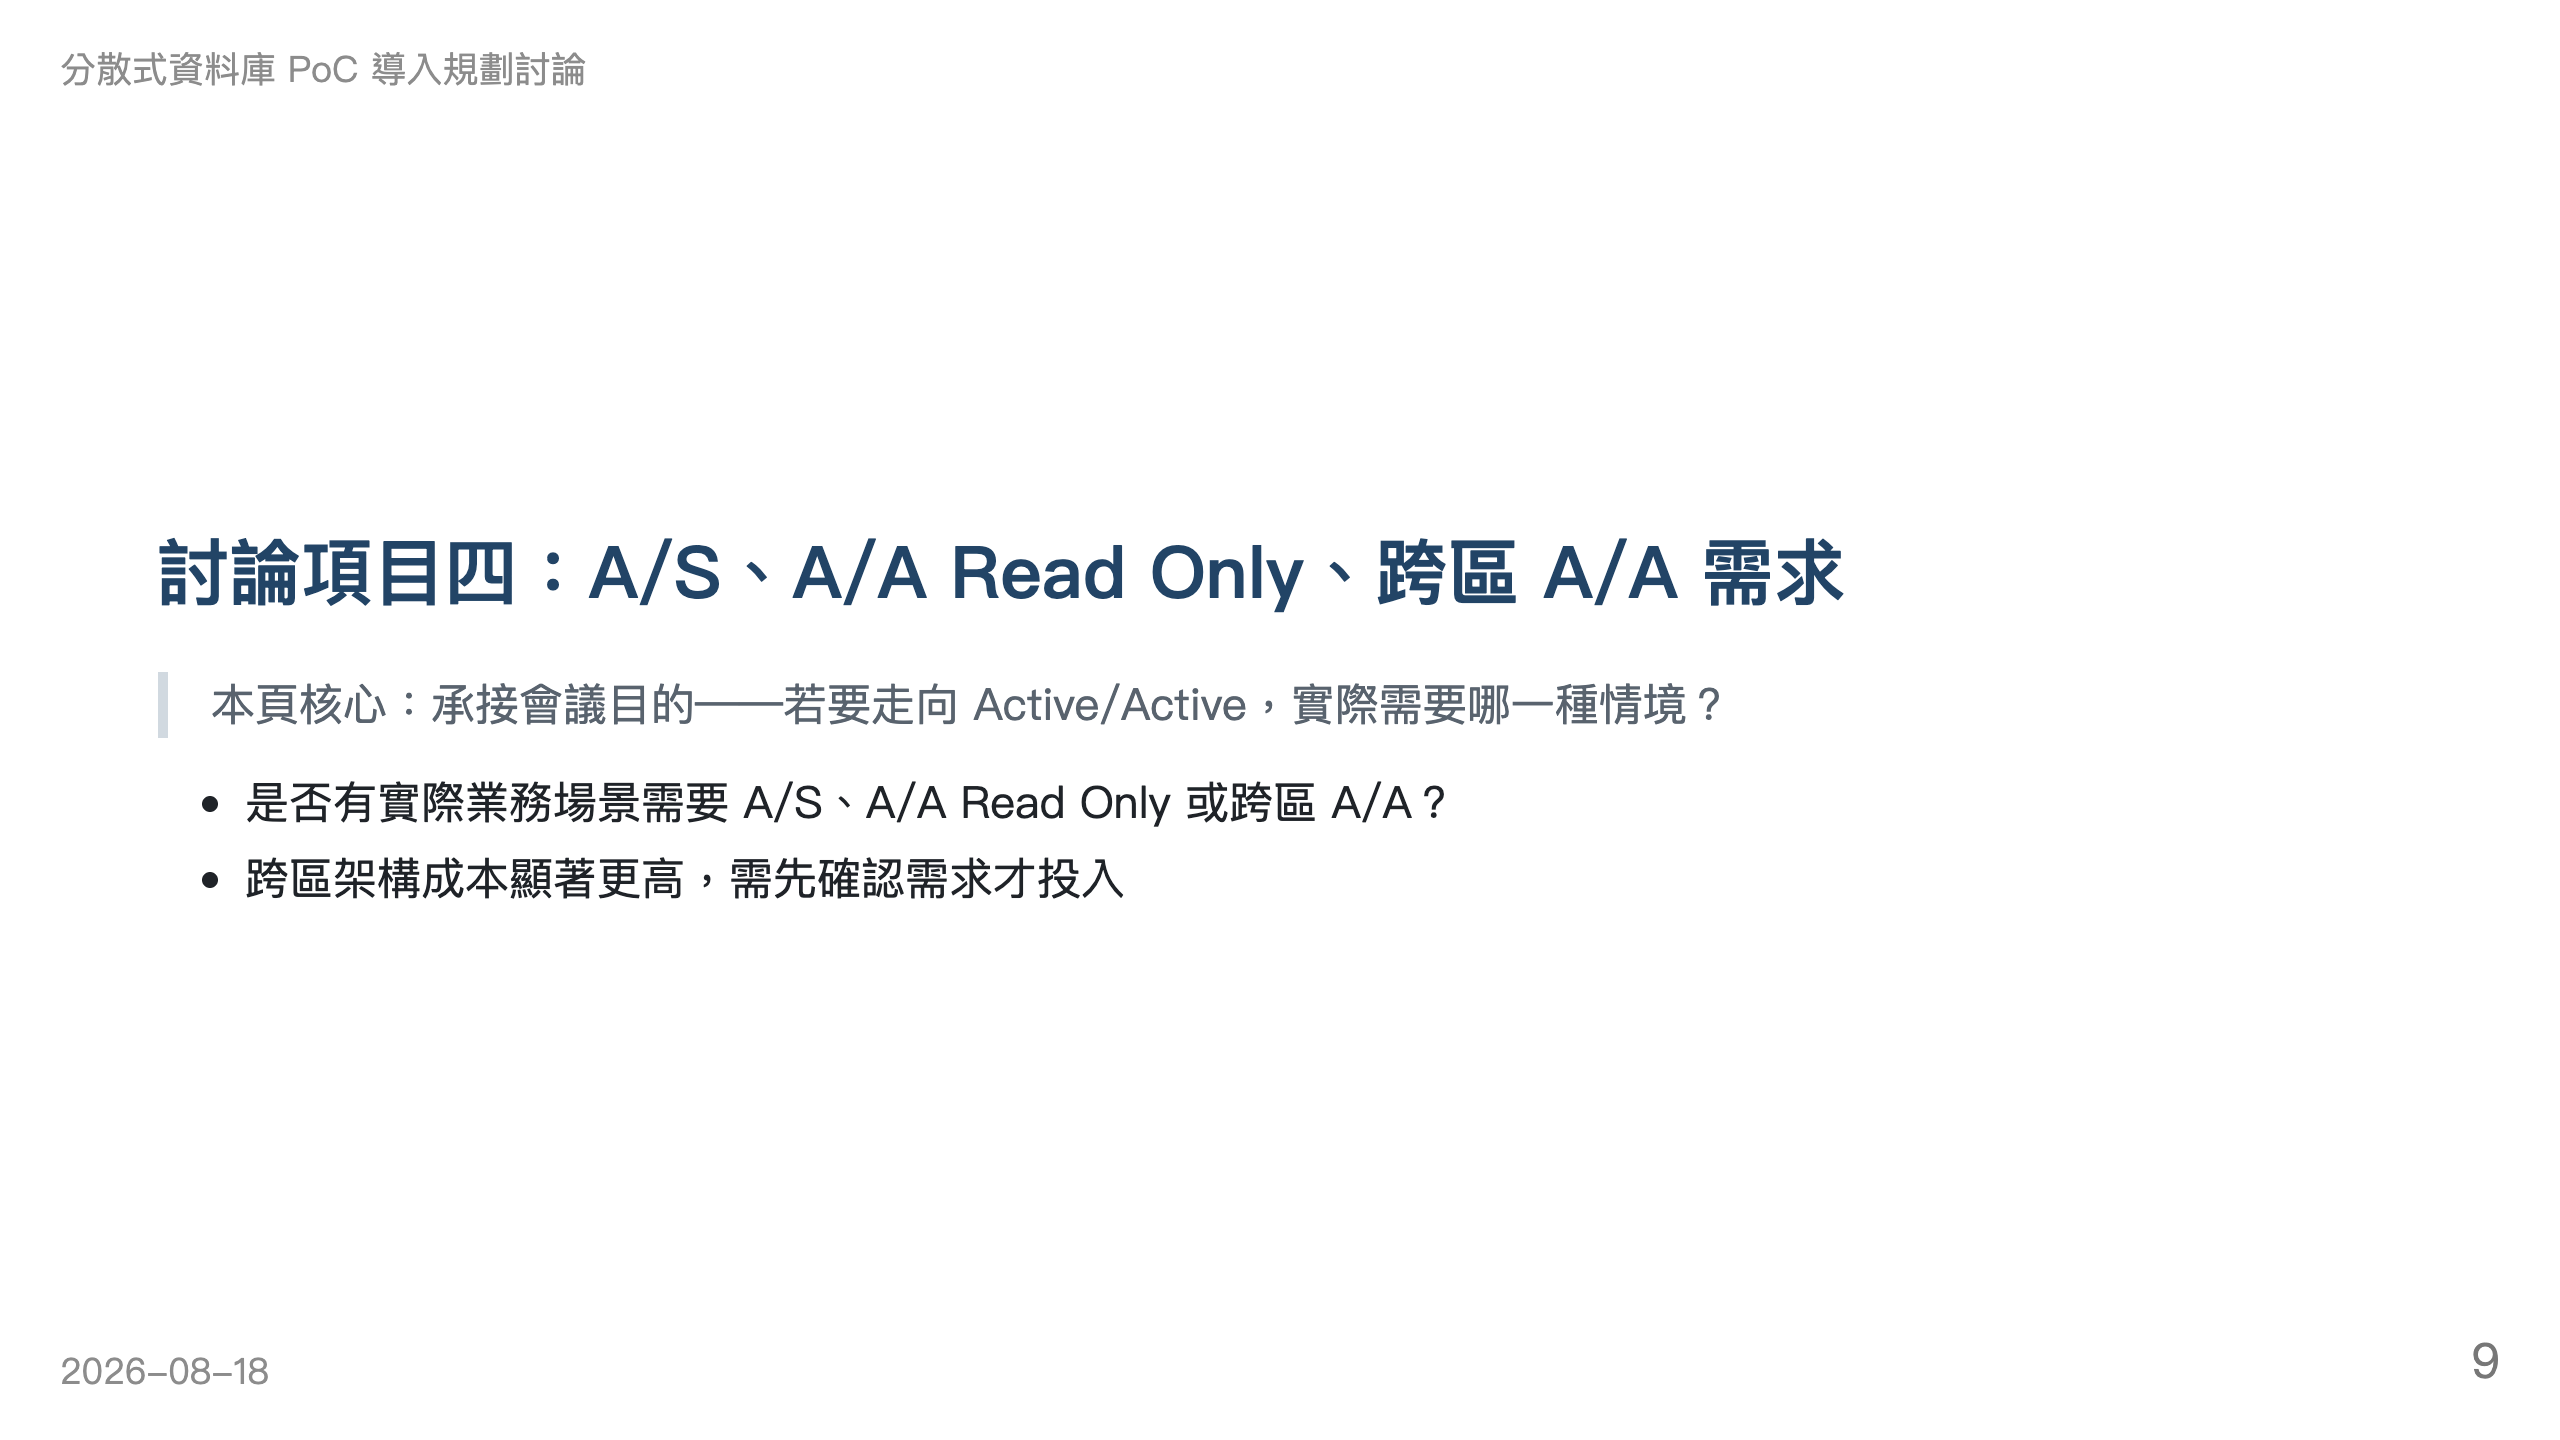 分散式資料庫 PoC 導入規劃討論
討論項目四：A/S、A/A Read Only、跨區 A/A 需求
本頁核心：承接會議目的——若要走向 Active/Active，實際需要哪一種情境？
• 是否有實際業務場景需要 A/S、A/A Read Only 或跨區 A/A？
• 跨區架構成本顯著更高，需先確認需求才投入
2026-08-18
9